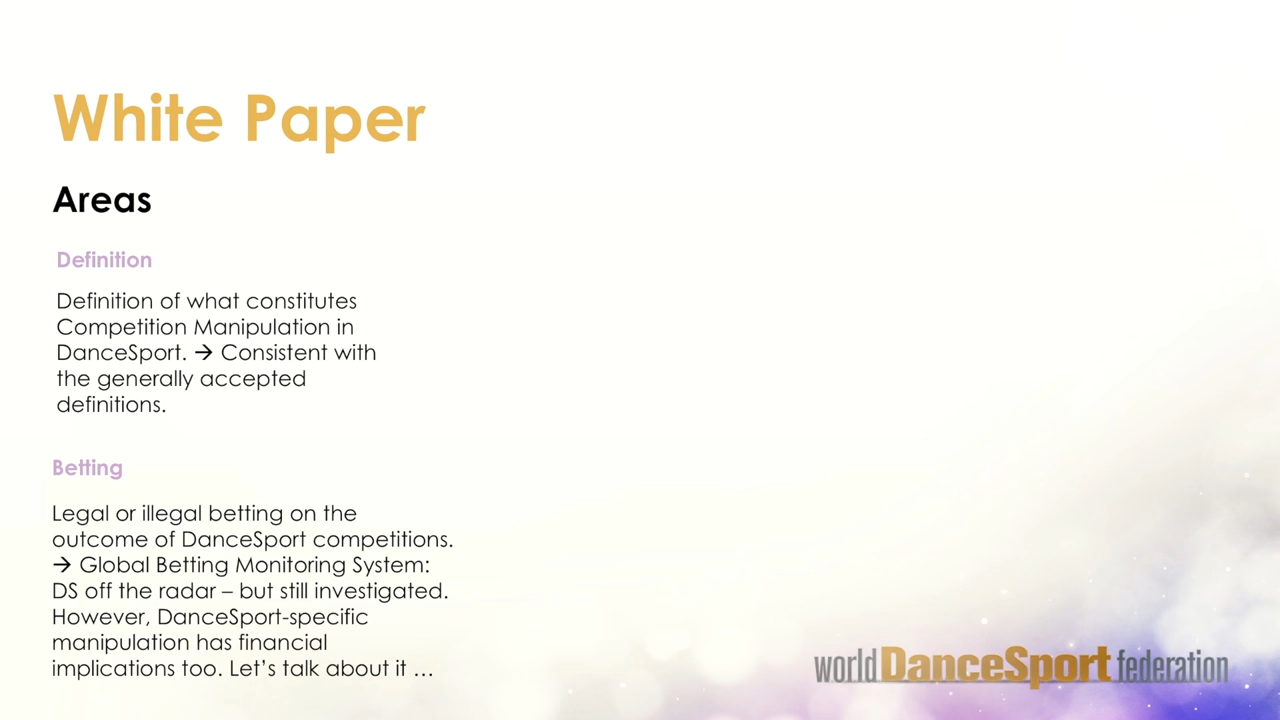 White Paper
Areas
Definition
Definition of what constitutes
Competition Manipulation in
DanceSport. → Consistent with
the generally accepted
definitions.
Betting
Legal or illegal betting on the
outcome of DanceSport competitions.
→ Global Betting Monitoring System:
DS off the radar – but still investigated.
However, DanceSport-specific
manipulation has financial
implications too. Let’s talk about it …
world DanceSport federation